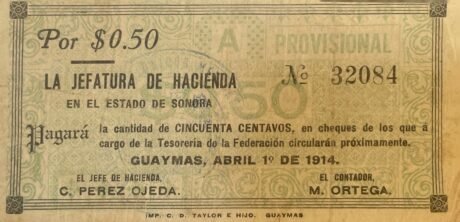 Por $0.50
A PROVISIONAL
LA JEFATURA DE HACIENDA
No 32084
EN EL ESTADO DE SONORA
$0.50
Pagará la cantidad de CINCUENTA CENTAVOS, en cheques de los que á
cargo de la Tesorería de la Federación circularán próximamente.
GUAYMAS, ABRIL 1º DE 1914.
EL JEFE DE HACIENDA, EL CONTADOR,
C. PEREZ OJEDA. M. ORTEGA.
IMP. C. D. TAYLOR E HIJO. GUAYMAS